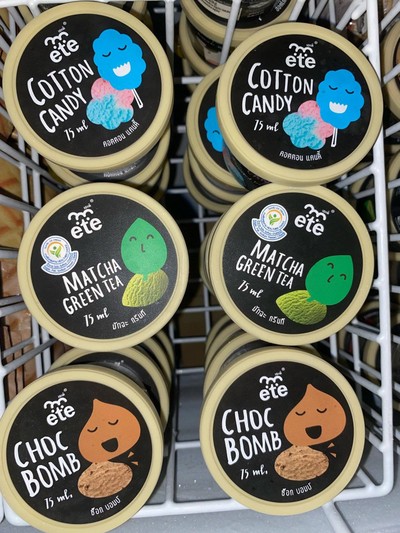 ete
COTTON
CANDY
75 ml
คอตตอน แคนดี้
ete
COTTON
CANDY
75 ml
คอตตอน แคนดี้
ete
MATCHA
GREEN TEA
75 ml
มัทฉะ กรีนที
ete
MATCHA
GREEN TEA
75 ml
มัทฉะ กรีนที
ete
CHOC
BOMB
75 ml.
ช็อก บอมบ์
ete
CHOC
BOMB
75 ml.
ช็อก บอมบ์